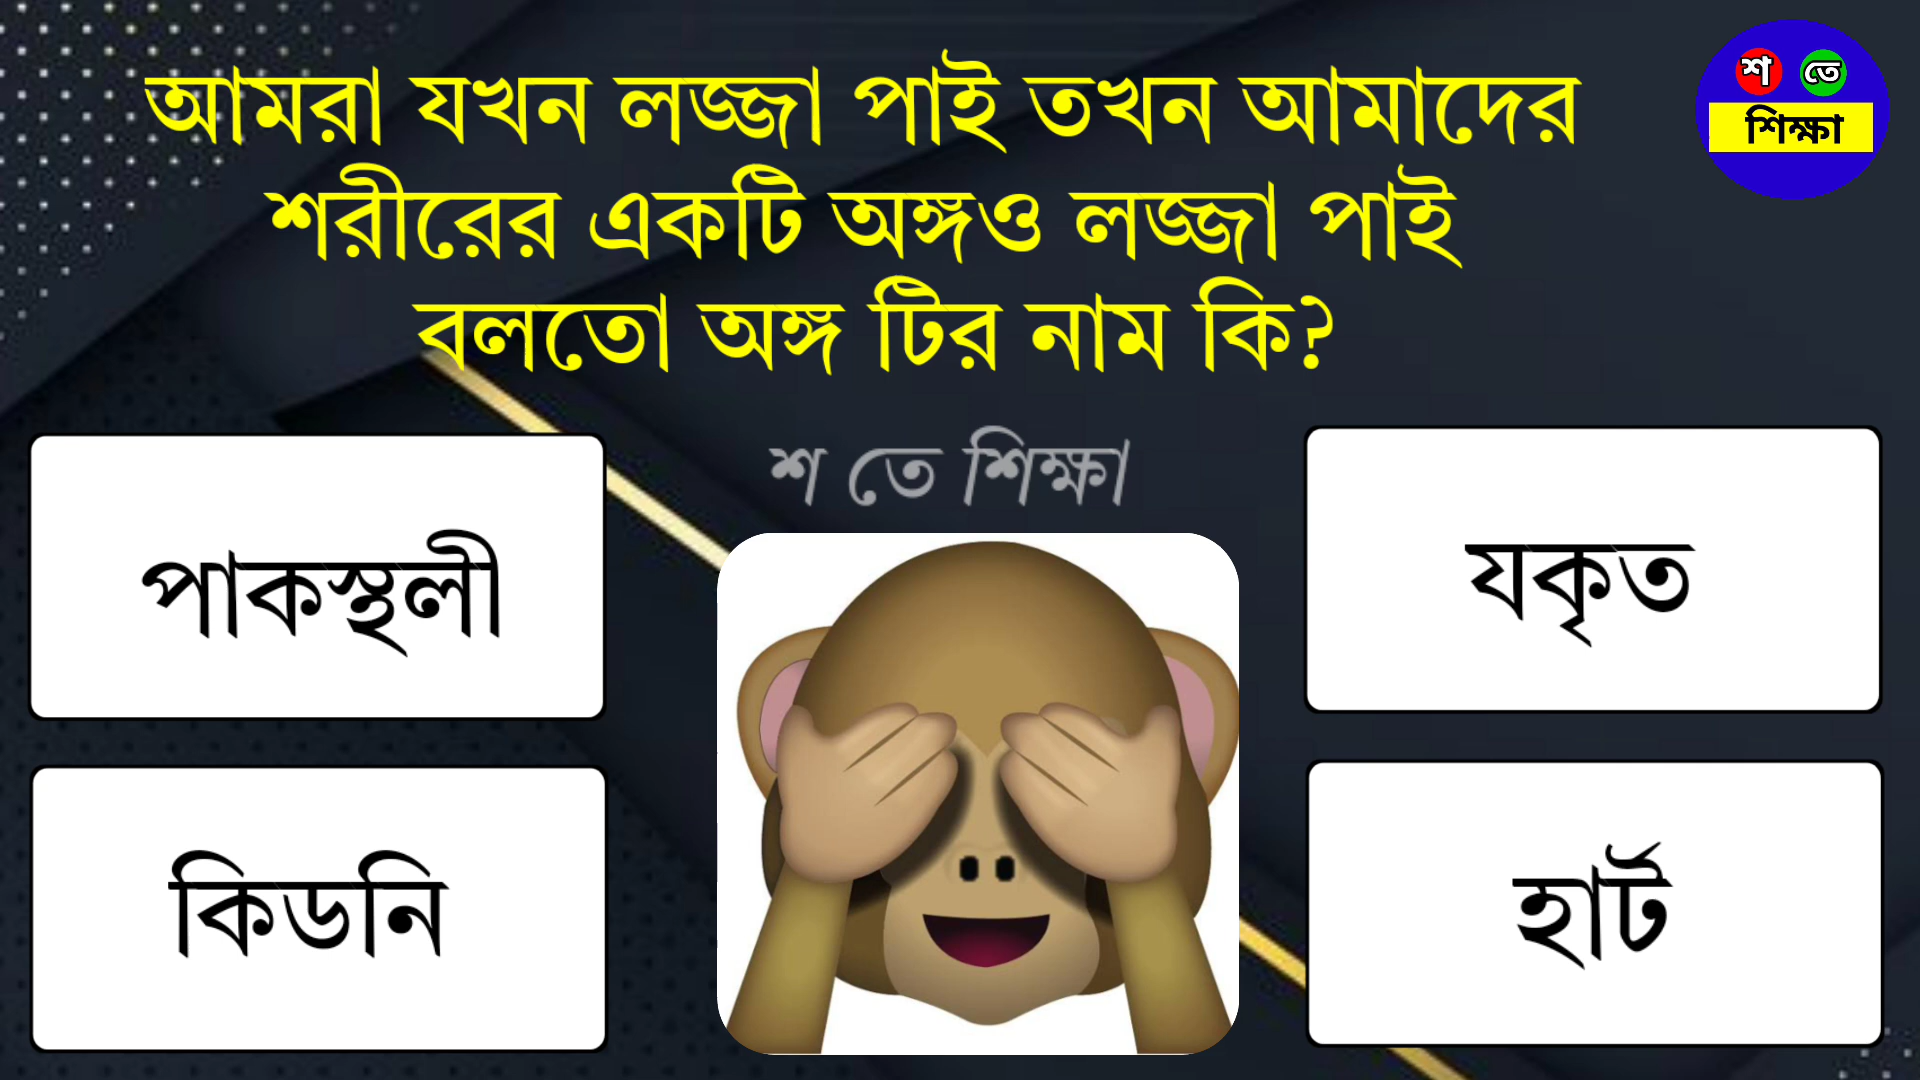 আমরা যখন লজ্জা পাই তখন আমাদের
শরীরের একটি অঙ্গও লজ্জা পাই
বলতো অঙ্গ টির নাম কি?
শ তে
শিক্ষা
শ তে শিক্ষা
পাকস্থলী
যকৃত
কিডনি
হার্ট